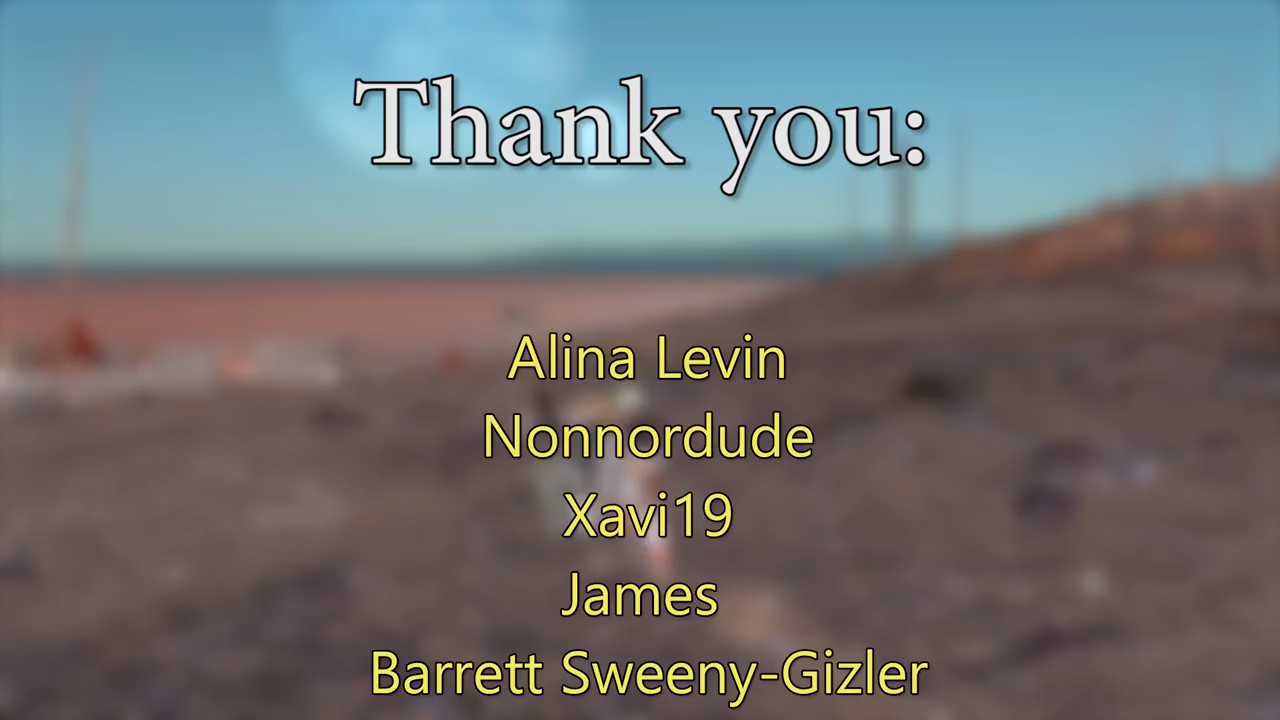 Thank you:
Alina Levin
Nonnordude
Xavi19
James
Barrett Sweeny-Gizler